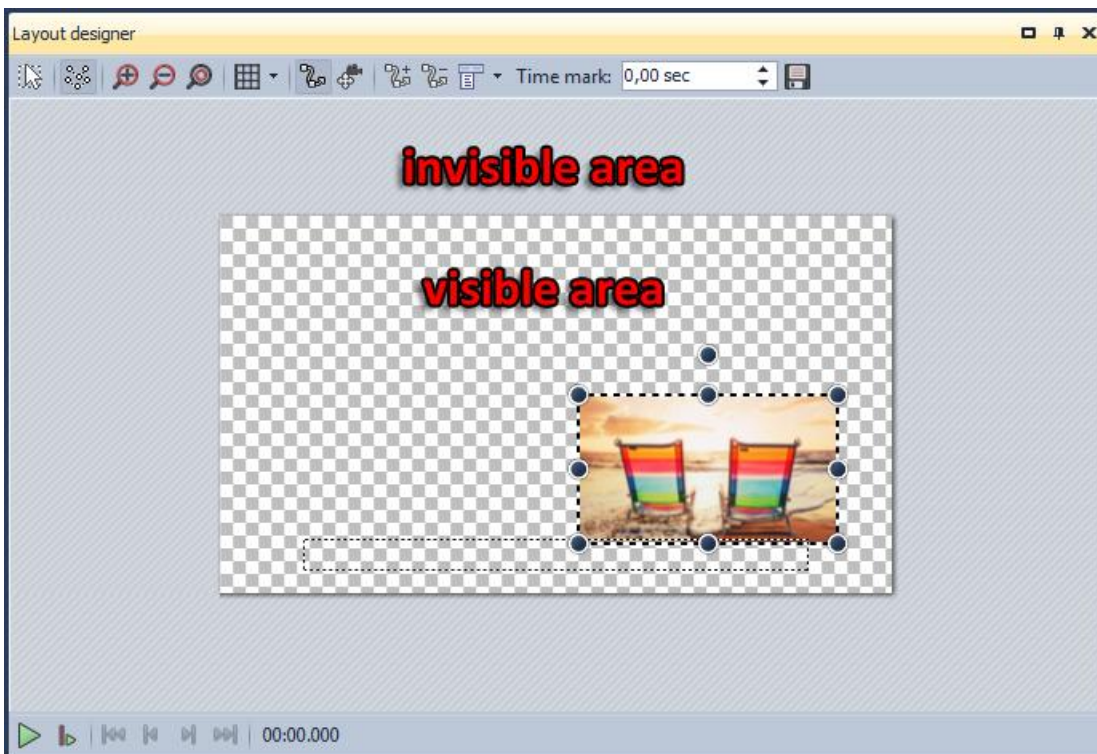 Layout designer
Time mark: 0,00 sec
invisible area
visible area
00:00.000